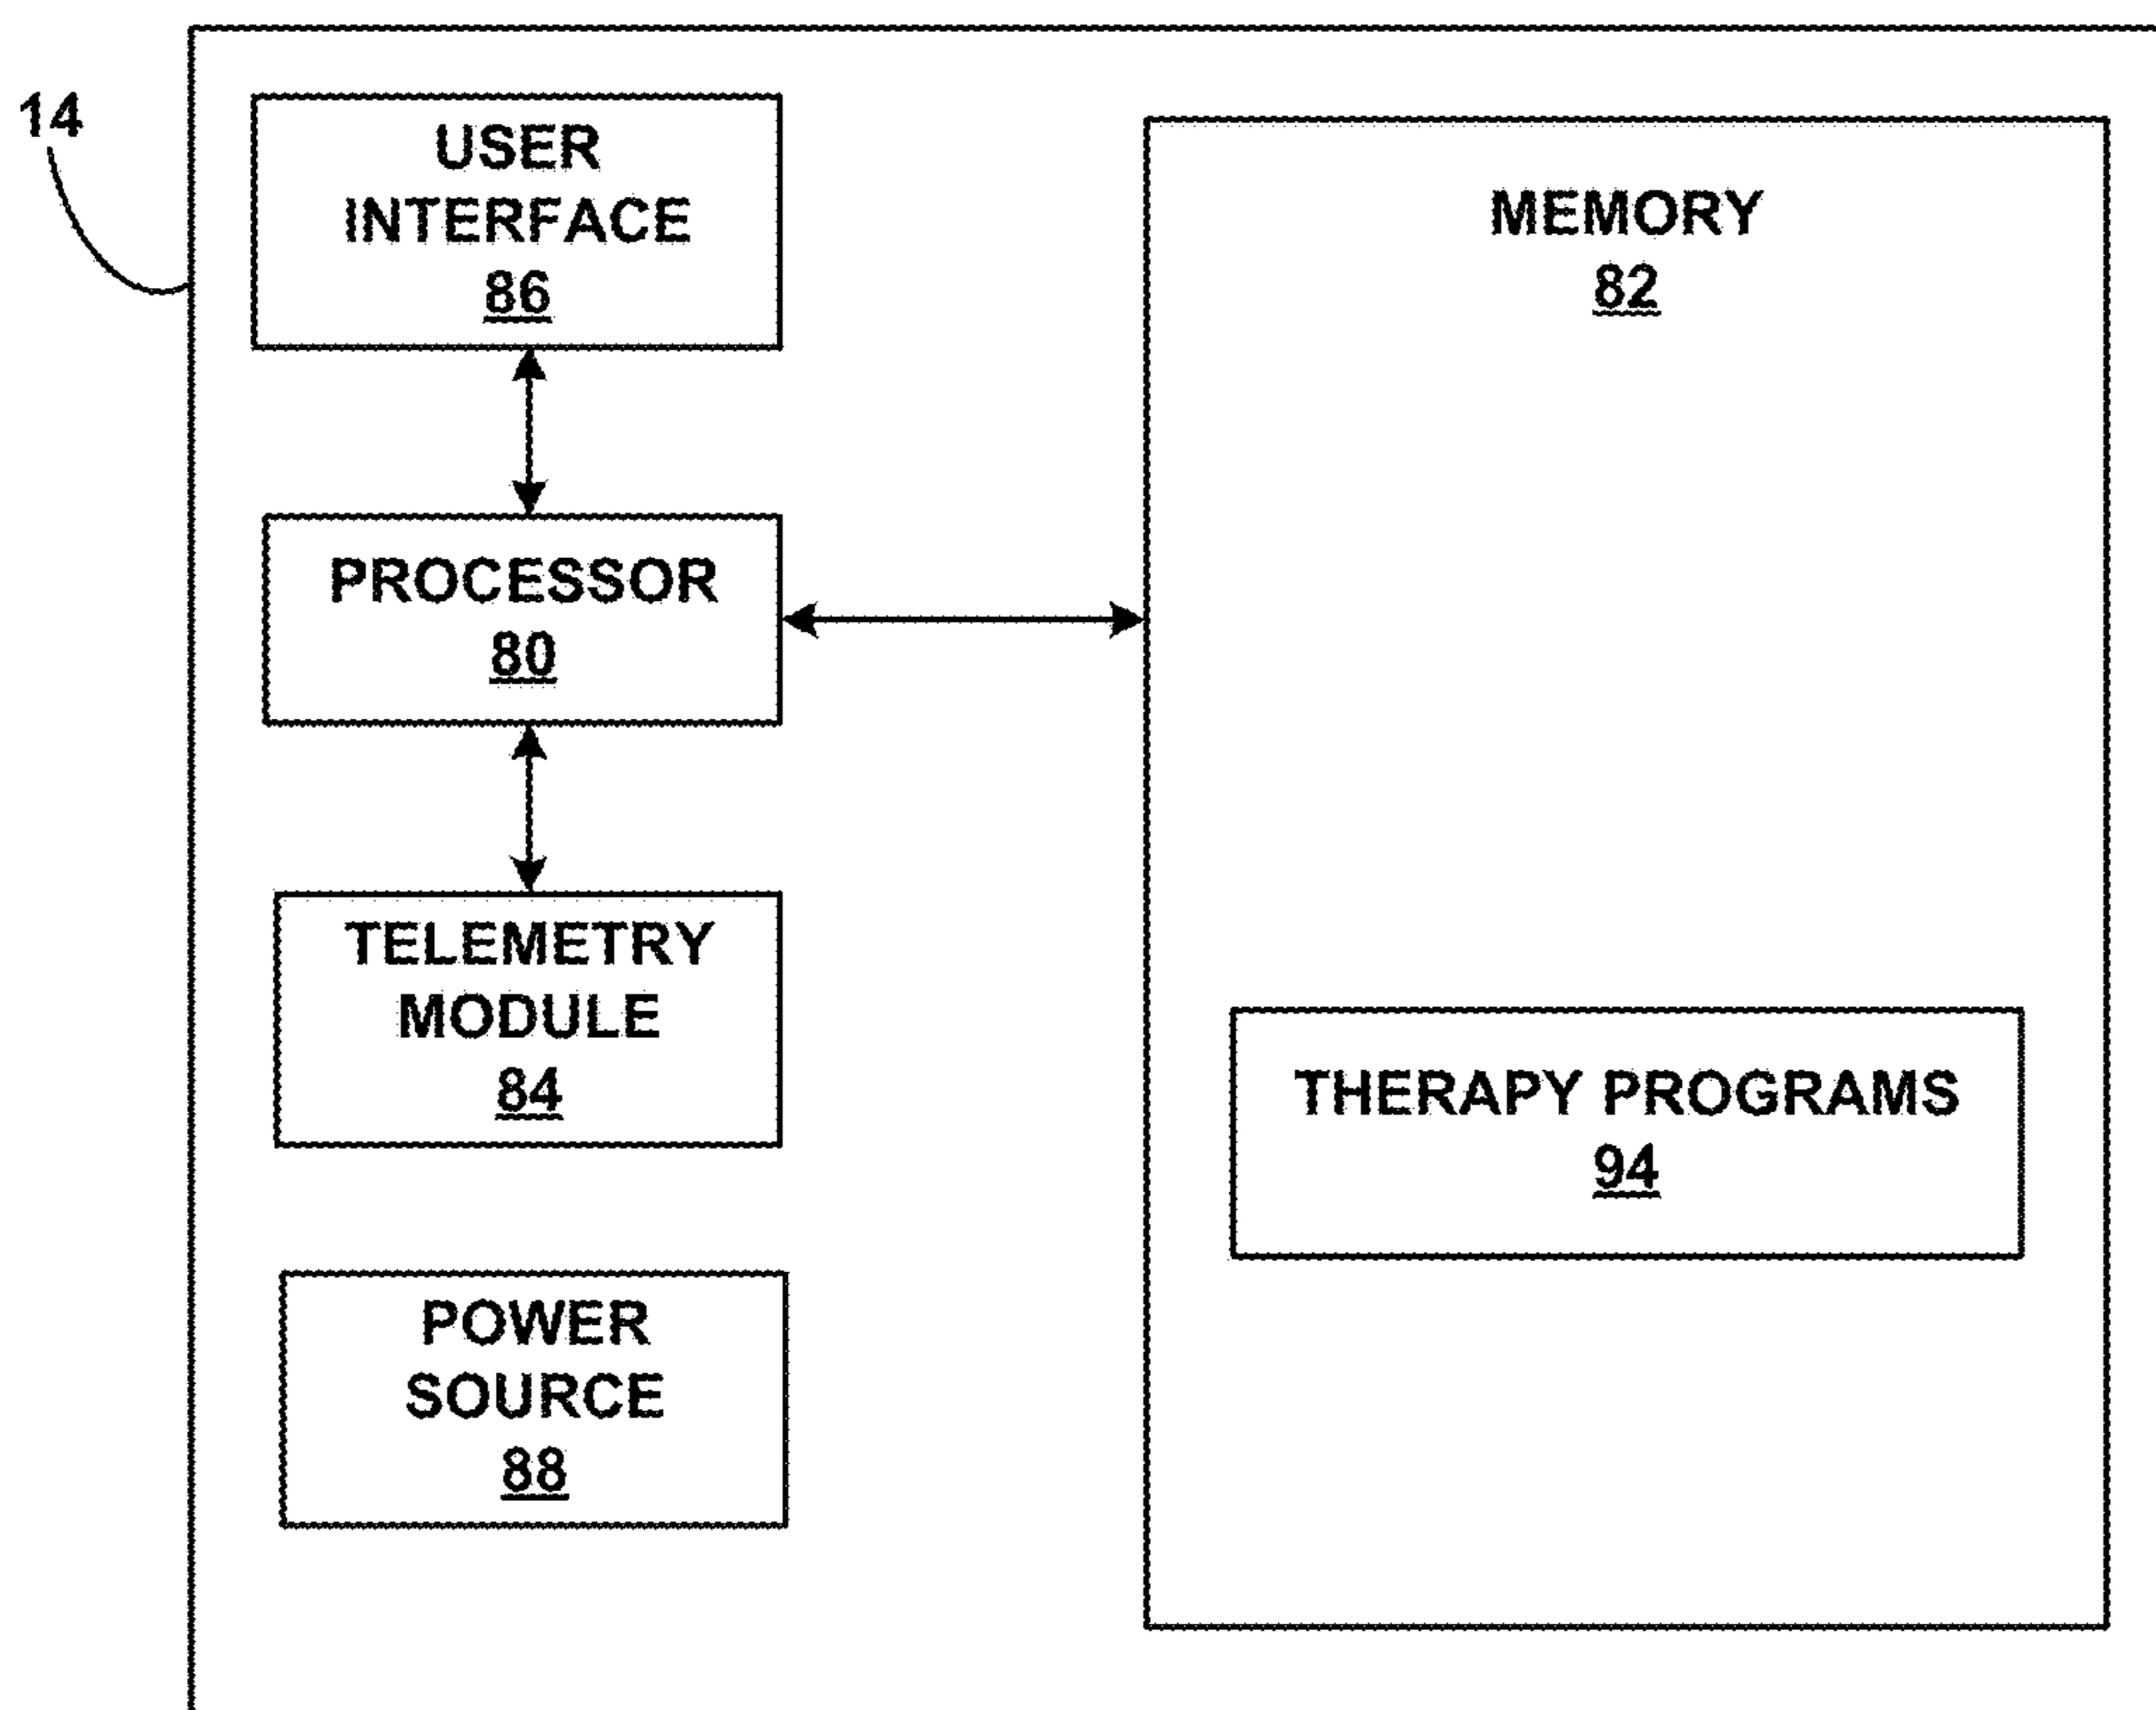 14
USER
INTERFACE
86
PROCESSOR
80
TELEMETRY
MODULE
84
POWER
SOURCE
88
MEMORY
82
THERAPY PROGRAMS
94